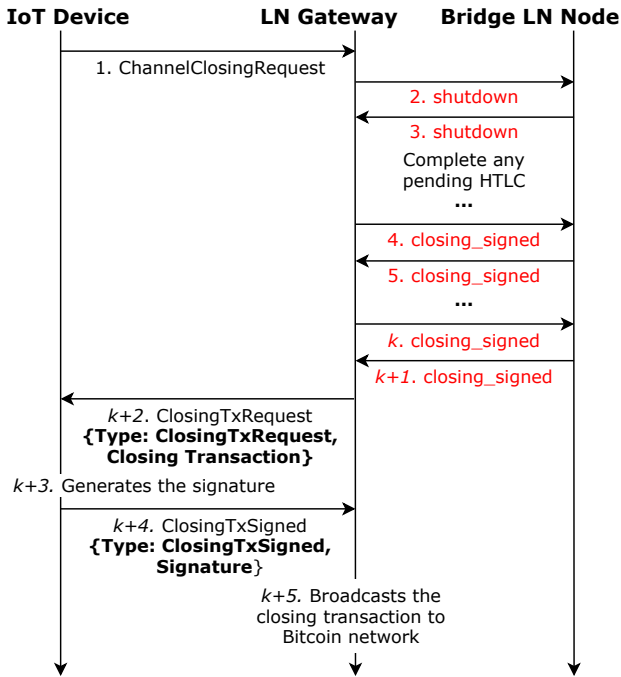 IoT Device
LN Gateway
Bridge LN Node
1. ChannelClosingRequest
2. shutdown
3. shutdown
Complete any
pending HTLC
...
4. closing_signed
5. closing_signed
...
k. closing_signed
k+1. closing_signed
k+2. ClosingTxRequest
{Type: ClosingTxRequest,
Closing Transaction}
k+3. Generates the signature
k+4. ClosingTxSigned
{Type: ClosingTxSigned,
Signature}
k+5. Broadcasts the
closing transaction to
Bitcoin network